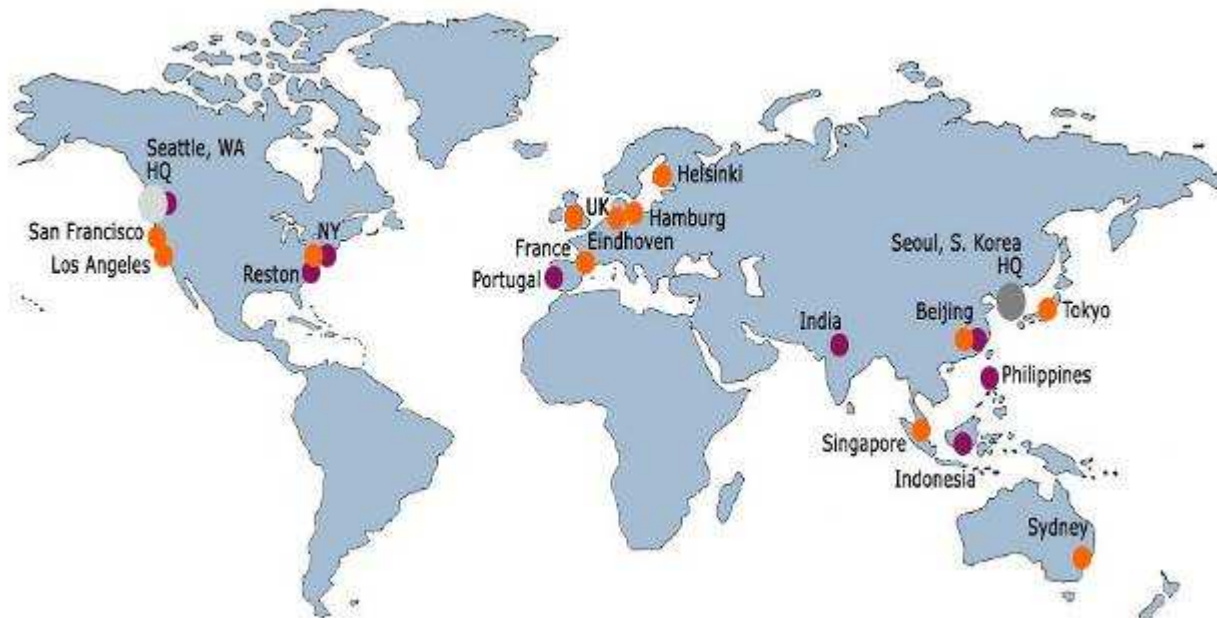 Seattle, WA
HQ
San Francisco
Los Angeles
NY
Reston
Helsinki
UK
Hamburg
Eindhoven
France
Portugal
Seoul, S. Korea
HQ
Beijing
Tokyo
India
Philippines
Singapore
Indonesia
Sydney